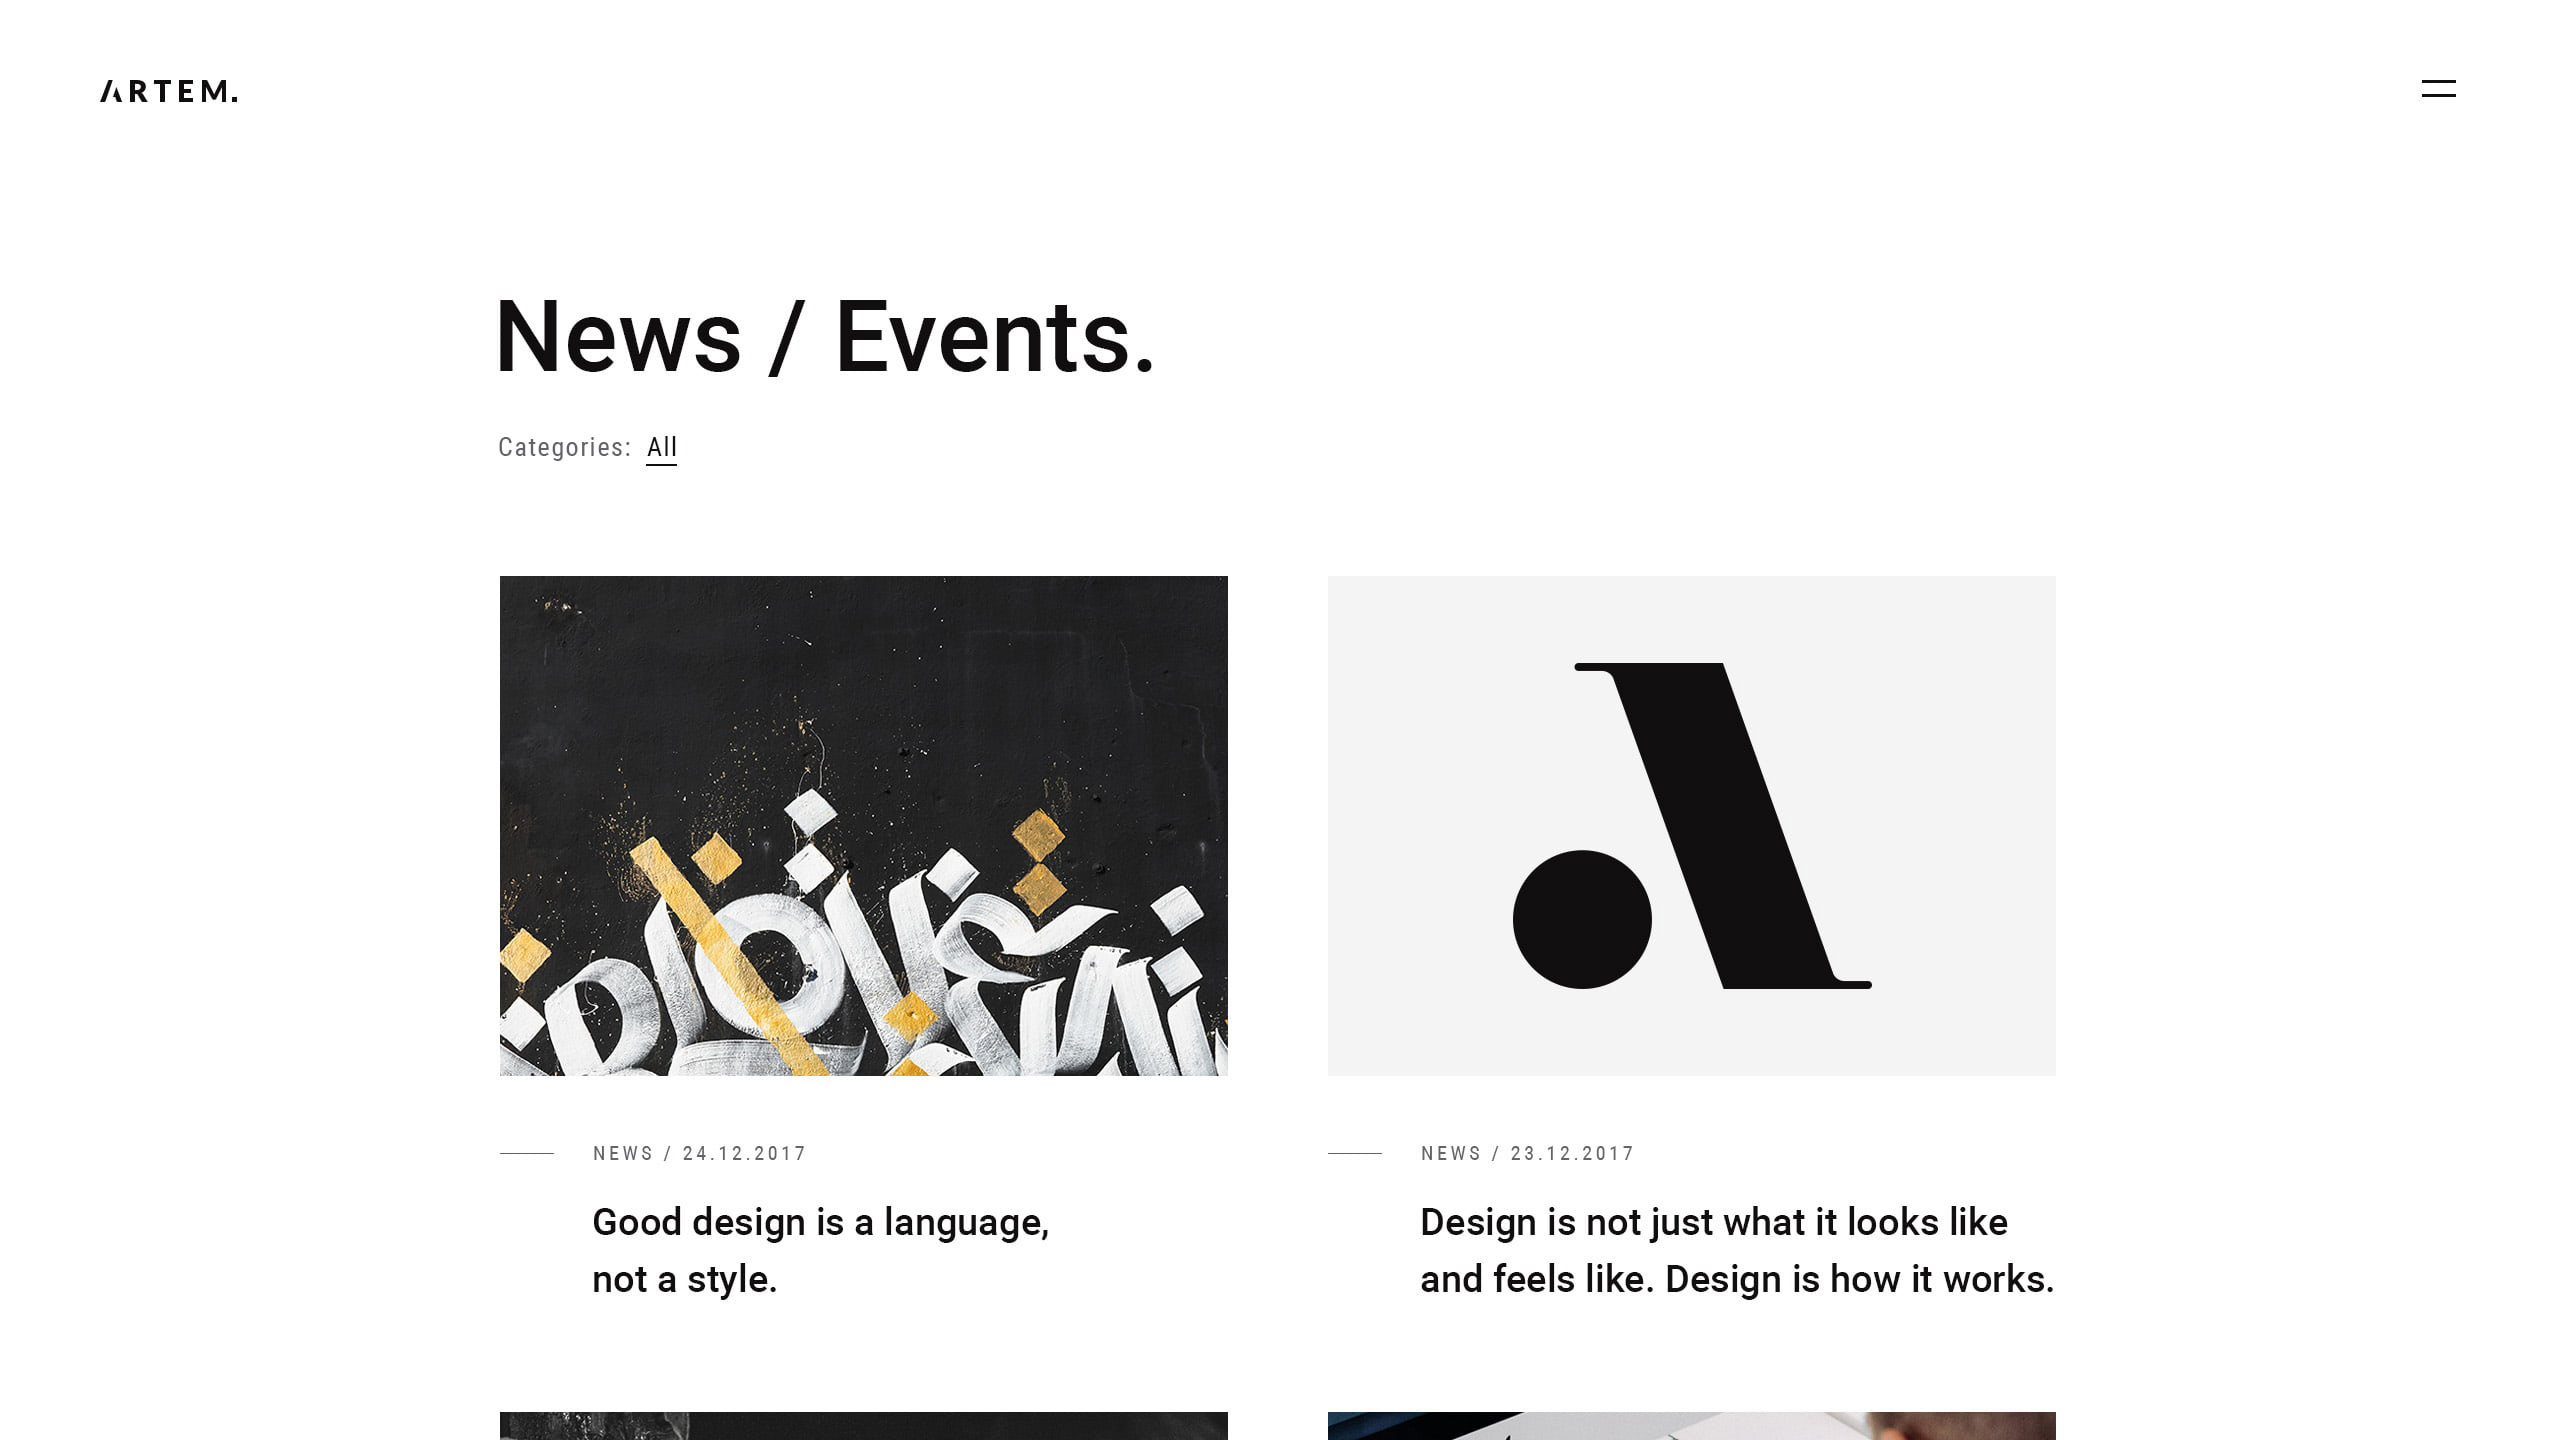 ARTEM.
News / Events.
Categories: All
NEWS / 24.12.2017
Good design is a language,
not a style.
NEWS / 23.12.2017
Design is not just what it looks like
and feels like. Design is how it works.